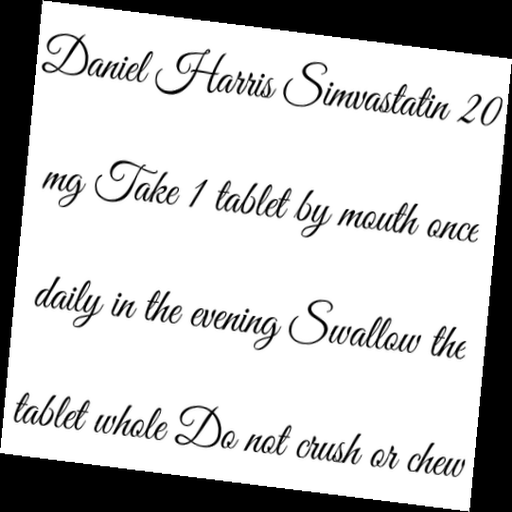 Daniel Harris Simvastatin 20
mg Take 1 tablet by mouth once
daily in the evening Swallow the
tablet whole Do not crush or chew